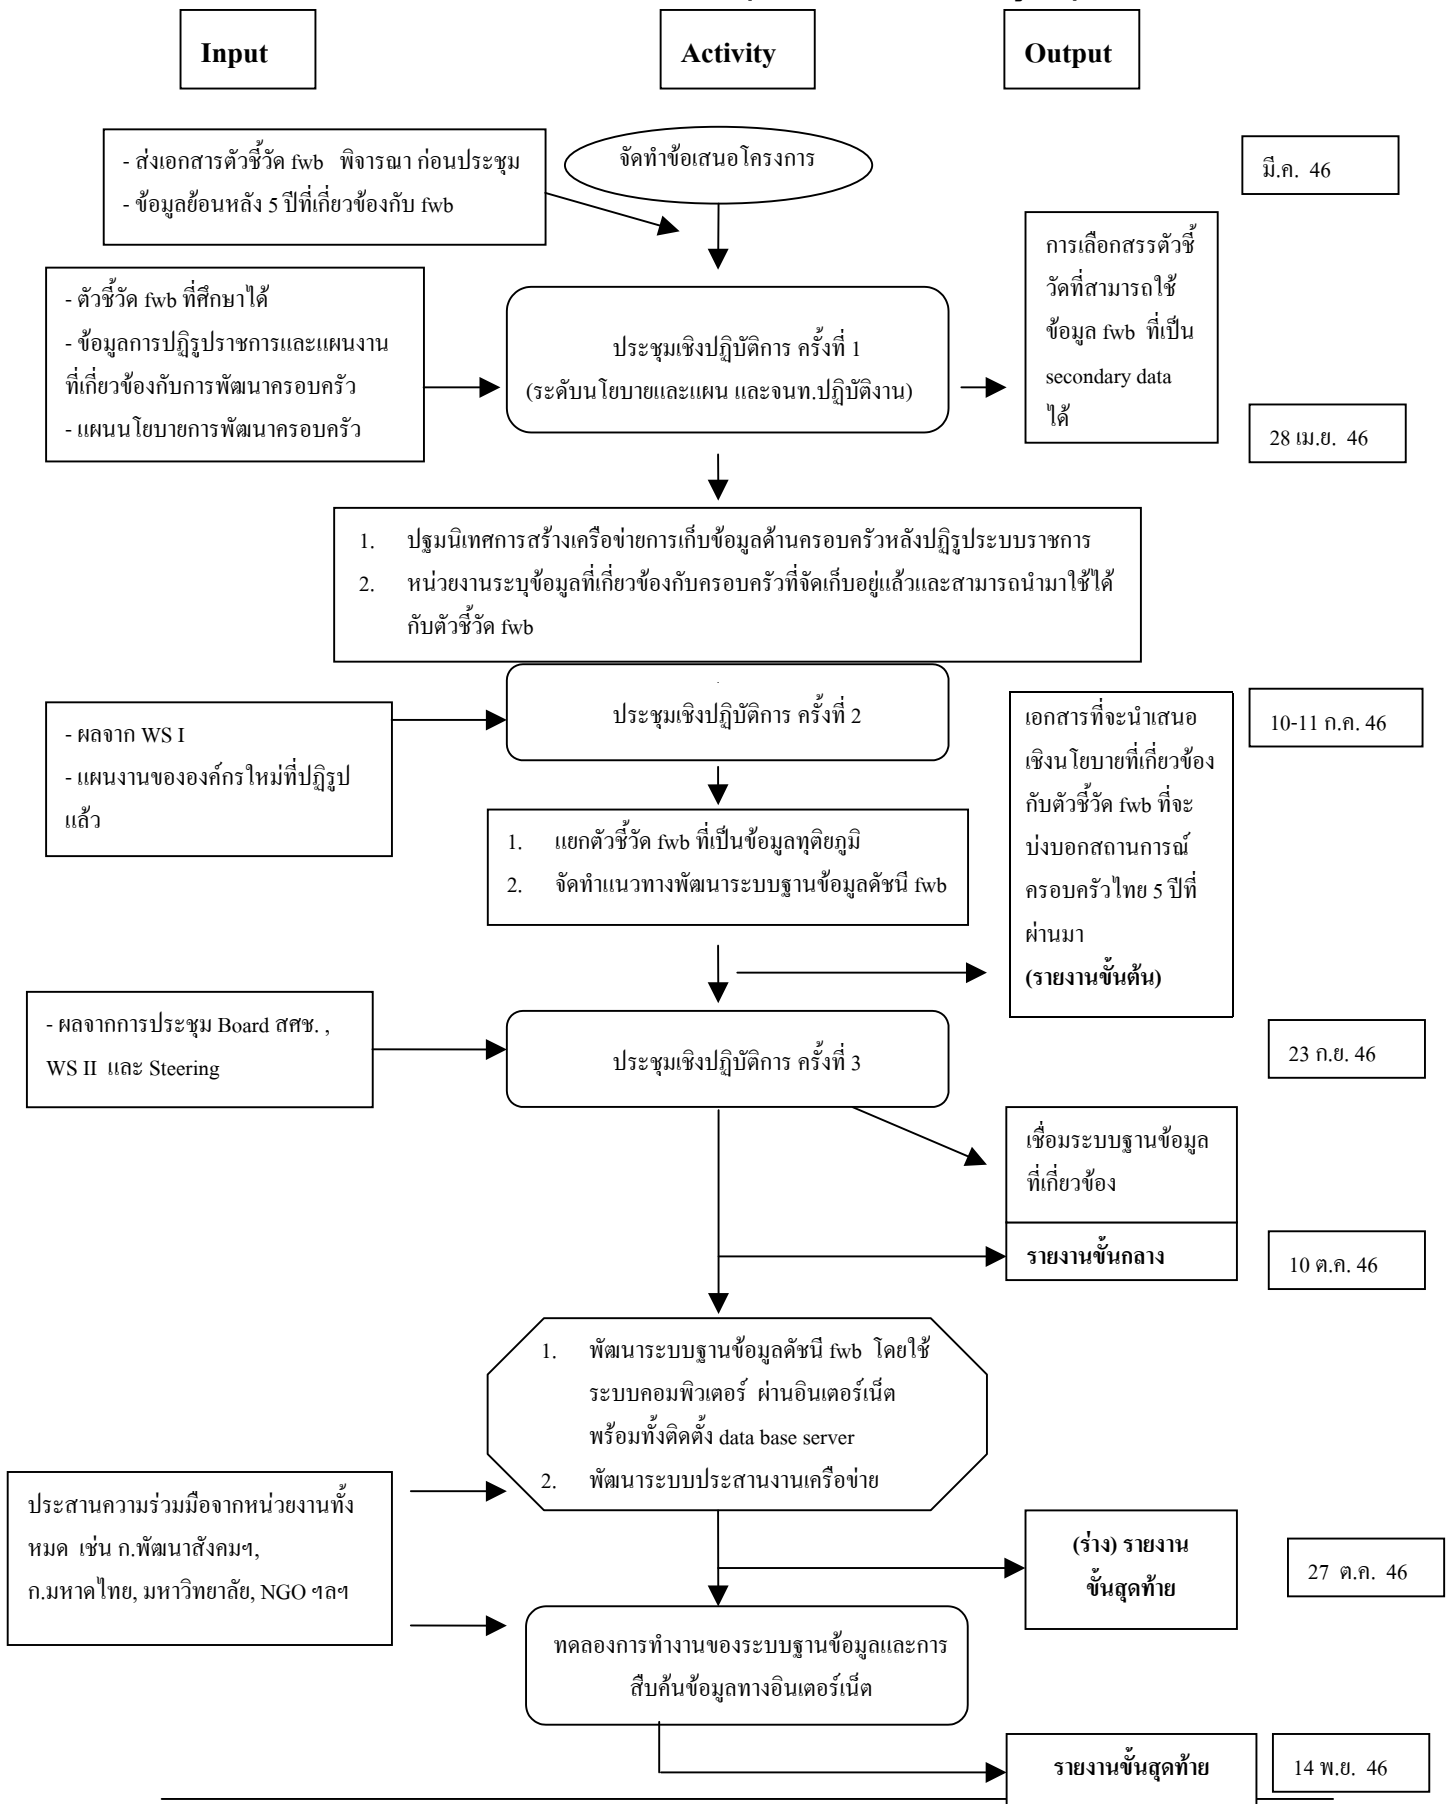 Input
Activity
Output
- ส่งเอกสารตัวชี้วัด fwb พิจารณา ก่อนประชุม
- ข้อมูลย้อนหลัง 5 ปีที่เกี่ยวข้องกับ fwb
จัดทำข้อเสนอโครงการ
มี.ค. 46
- ตัวชี้วัด fwb ที่ศึกษาได้
- ข้อมูลการปฏิรูปราชการและแผนงาน
ที่เกี่ยวข้องกับการพัฒนาครอบครัว
- แผนนโยบายการพัฒนาครอบครัว
ประชุมเชิงปฏิบัติการ ครั้งที่ 1
(ระดับนโยบายและแผน และจนท.ปฏิบัติงาน)
การเลือกสรรตัวชี้
วัดที่สามารถใช้
ข้อมูล fwb ที่เป็น
secondary data
ได้
28 เม.ย. 46
1. ปฐมนิเทศการสร้างเครือข่ายการเก็บข้อมูลด้านครอบครัวหลังปฏิรูประบบราชการ
2. หน่วยงานระบุข้อมูลที่เกี่ยวข้องกับครอบครัวที่จัดเก็บอยู่แล้วและสามารถนำมาใช้ได้
กับตัวชี้วัด fwb
- ผลจาก WS I
- แผนงานขององค์กรใหม่ที่ปฏิรูป
แล้ว
ประชุมเชิงปฏิบัติการ ครั้งที่ 2
เอกสารที่จะนำเสนอ
เชิงนโยบายที่เกี่ยวข้อง
กับตัวชี้วัด fwb ที่จะ
บ่งบอกสถานการณ์
ครอบครัวไทย 5 ปีที่
ผ่านมา
(รายงานขั้นต้น)
10-11 ก.ค. 46
1. แยกตัวชี้วัด fwb ที่เป็นข้อมูลทุติยภูมิ
2. จัดทำแนวทางพัฒนาระบบฐานข้อมูลดัชนี fwb
- ผลจากการประชุม Board สศช. ,
WS II และ Steering
ประชุมเชิงปฏิบัติการ ครั้งที่ 3
23 ก.ย. 46
เชื่อมระบบฐานข้อมูล
ที่เกี่ยวข้อง
รายงานขั้นกลาง
10 ต.ค. 46
1. พัฒนาระบบฐานข้อมูลดัชนี fwb โดยใช้
ระบบคอมพิวเตอร์ ผ่านอินเตอร์เน็ต
พร้อมทั้งติดตั้ง data base server
2. พัฒนาระบบประสานงานเครือข่าย
ประสานความร่วมมือจากหน่วยงานทั้ง
หมด เช่น ก.พัฒนาสังคมฯ,
ก.มหาดไทย, มหาวิทยาลัย, NGO ฯลฯ
(ร่าง) รายงาน
ขั้นสุดท้าย
27 ต.ค. 46
ทดลองการทำงานของระบบฐานข้อมูลและการ
สืบค้นข้อมูลทางอินเตอร์เน็ต
รายงานขั้นสุดท้าย
14 พ.ย. 46